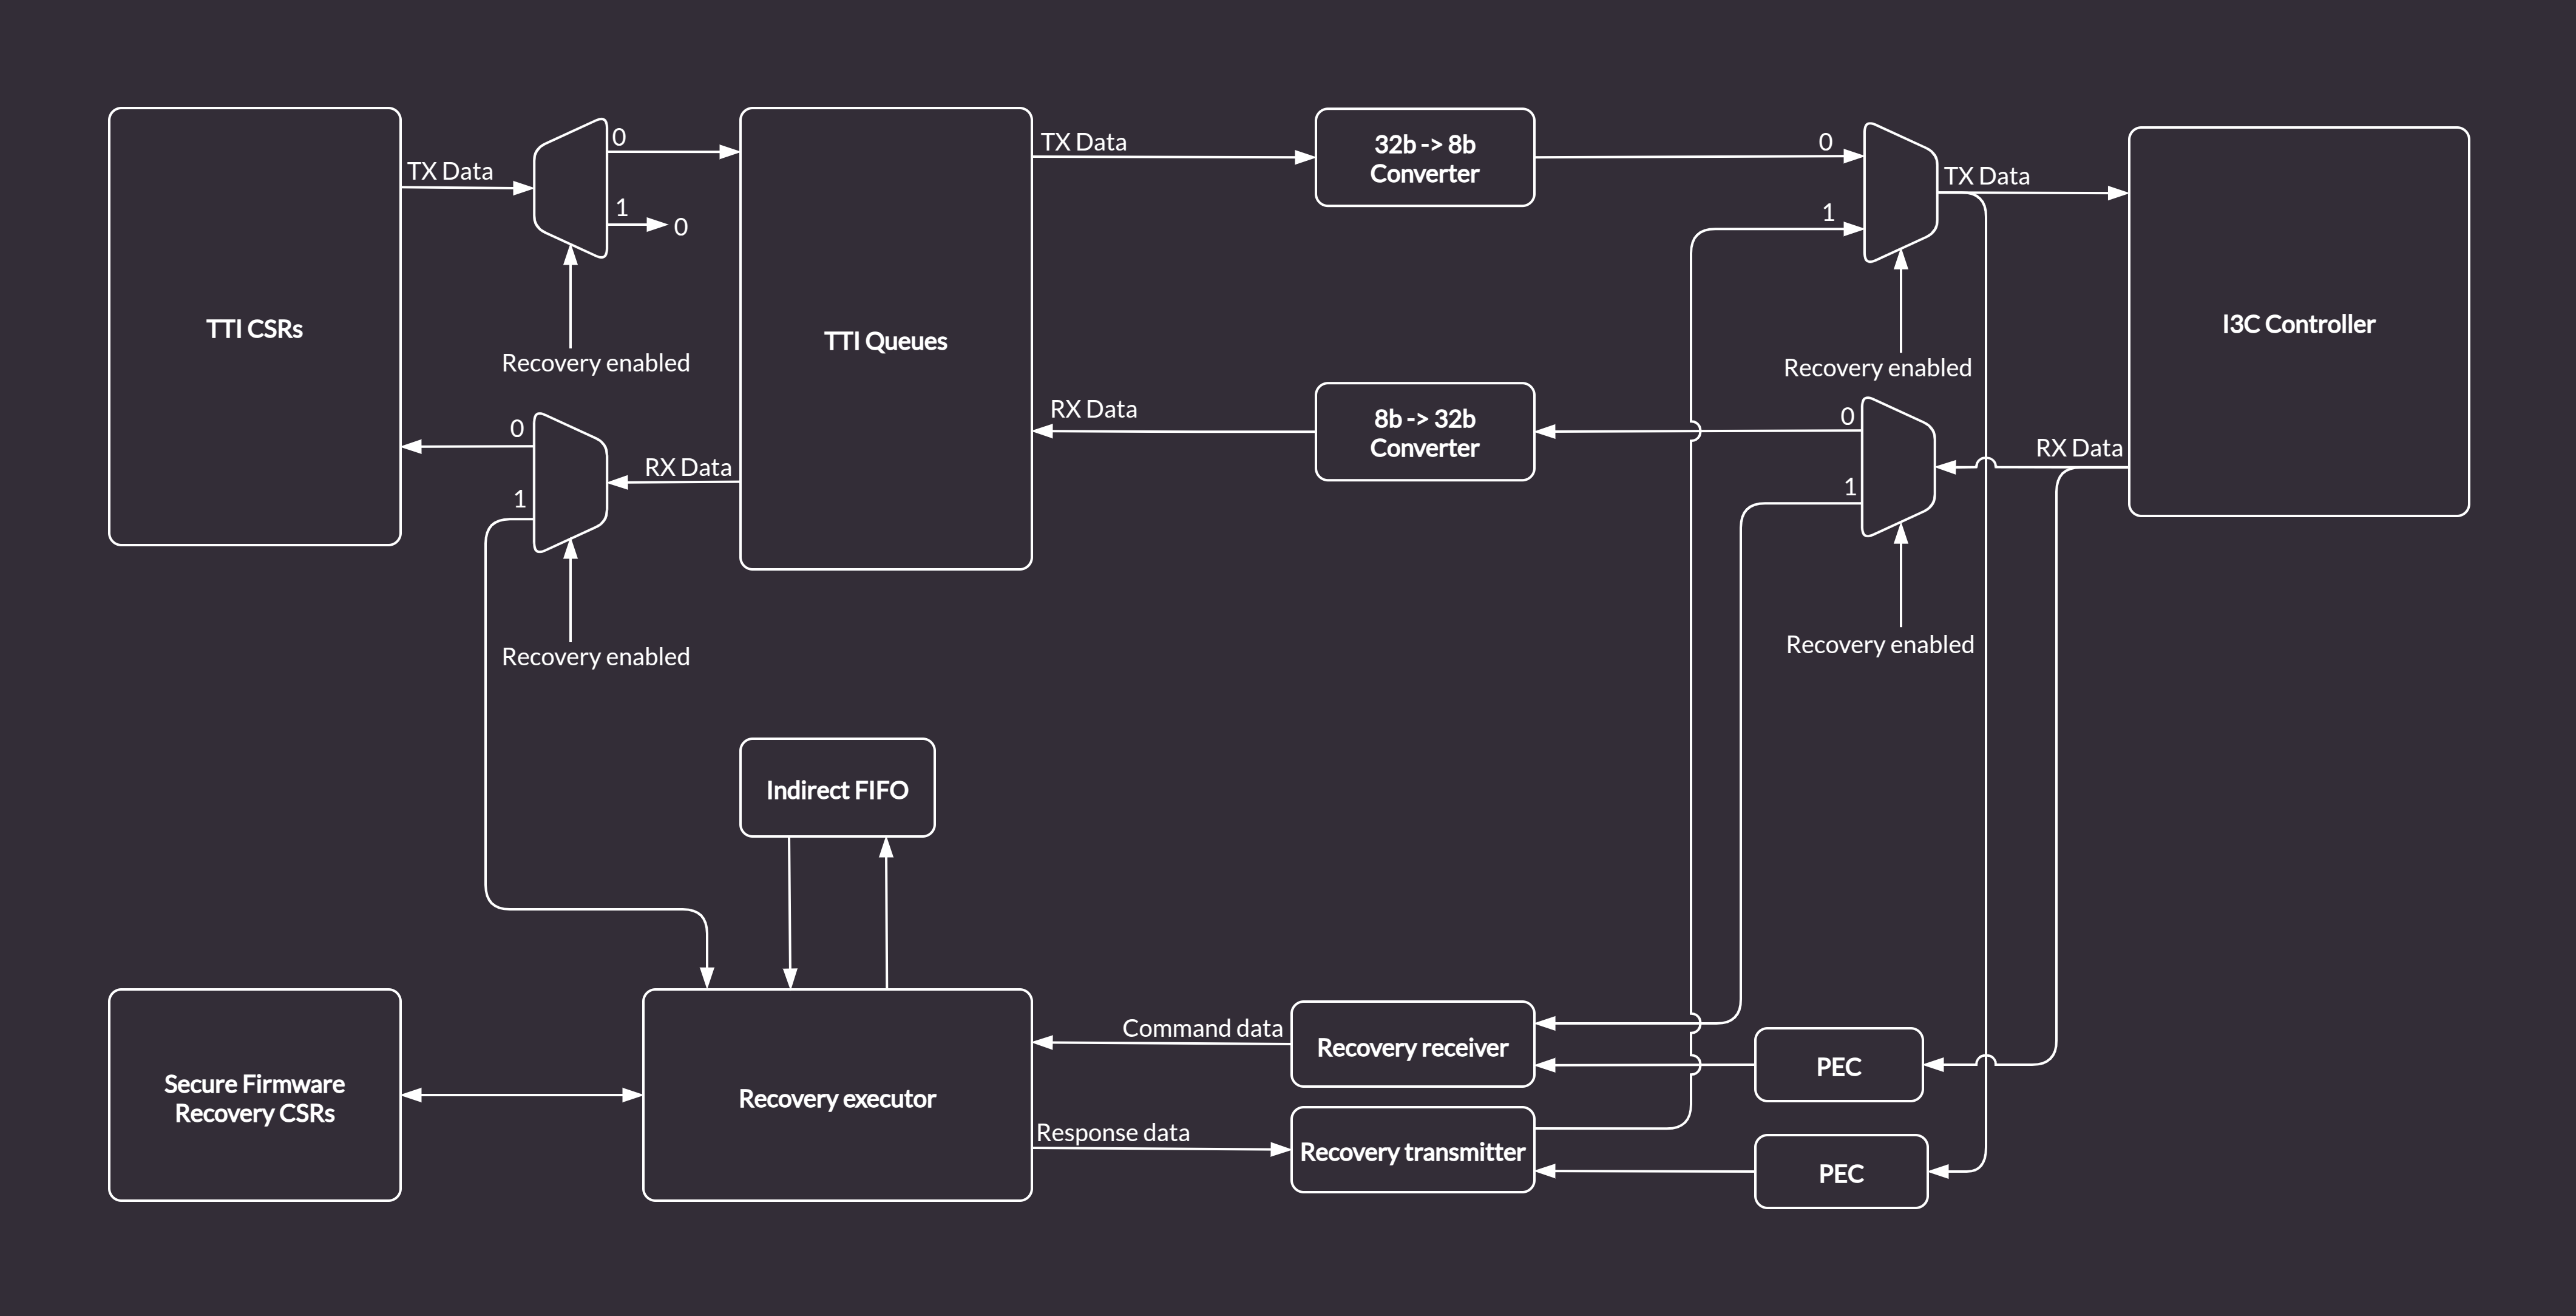 0
TX Data
1
0
TTI CSRs
Recovery enabled
0
RX Data
1
Recovery enabled
TTI Queues
TX Data
32b -> 8b
Converter
0
1
TX Data
Recovery enabled
I3C Controller
RX Data
8b -> 32b
Converter
0
1
RX Data
Recovery enabled
Indirect FIFO
Secure Firmware
Recovery CSRs
Recovery executor
Command data
Recovery receiver
PEC
Response data
Recovery transmitter
PEC